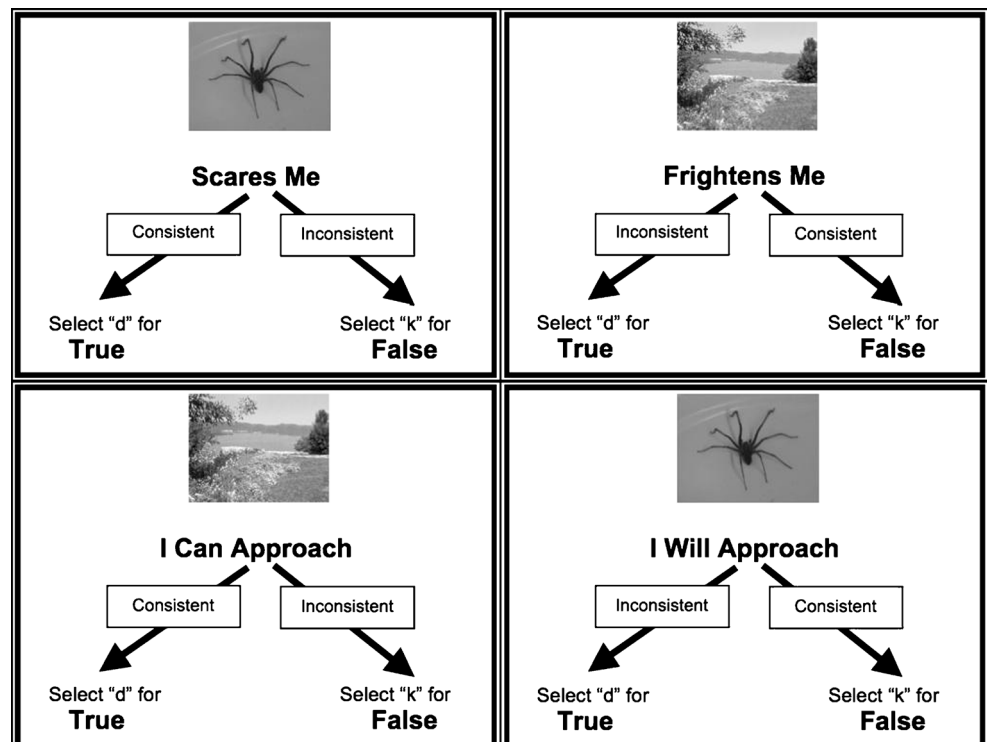 Scares Me
Consistent
Inconsistent
Select “d” for
True
Select “k” for
False
Frightens Me
Inconsistent
Consistent
Select “d” for
True
Select “k” for
False
I Can Approach
Consistent
Inconsistent
Select “d” for
True
Select “k” for
False
I Will Approach
Inconsistent
Consistent
Select “d” for
True
Select “k” for
False